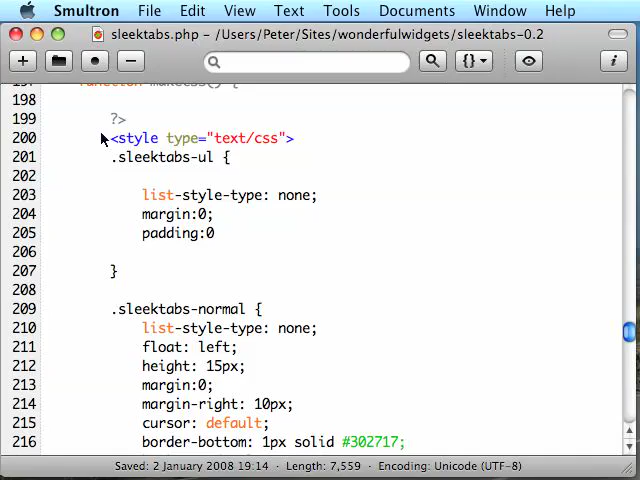 Smultron File Edit View Text Tools Documents Window Help
sleektabs.php - /Users/Peter/Sites/wonderfulwidgets/sleektabs-0.2
197 function makecss() {
198
199 ?>
200 <style type="text/css">
201 .sleektabs-ul {
202
203 list-style-type: none;
204 margin:0;
205 padding:0
206
207 }
208
209 .sleektabs-normal {
210 list-style-type: none;
211 float: left;
212 height: 15px;
213 margin:0;
214 margin-right: 10px;
215 cursor: default;
216 border-bottom: 1px solid #302717;
Saved: 2 January 2008 19:14 - Length: 7,559 - Encoding: Unicode (UTF-8)